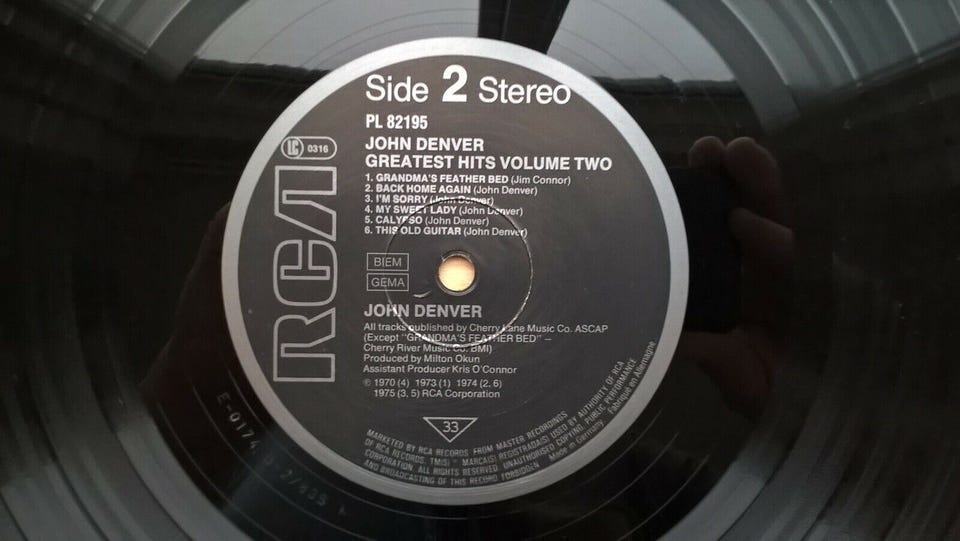 Side 2 Stereo
PL 82195
LC 0316
JOHN DENVER
GREATEST HITS VOLUME TWO
1. GRANDMA'S FEATHER BED (Jim Connor)
2. BACK HOME AGAIN (John Denver)
3. I'M SORRY (John Denver)
4. MY SWEET LADY (John Denver)
5. CALYPSO (John Denver)
6. THIS OLD GUITAR (John Denver)
RCA
BIEM
GEMA
JOHN DENVER
All tracks published by Cherry Lane Music Co. ASCAP
(Except "GRANDMA'S FEATHER BED" –
Cherry River Music Co. BMI)
Produced by Milton Okun
Assistant Producer Kris O'Connor
℗ 1970 (4) 1973 (1) 1974 (2, 6)
1975 (3, 5) RCA Corporation
33
MARKETED BY RCA RECORDS FROM MASTER RECORDINGS
OF RCA RECORDS. TM(S) ® MARCA(S) REGISTRADA(S) USED BY AUTHORITY OF RCA
CORPORATION. ALL RIGHTS RESERVED. UNAUTHORISED COPYING, PUBLIC PERFORMANCE
AND BROADCASTING OF THIS RECORD FORBIDDEN
Made in Germany. Fabriqué en Allemagne
E-0174